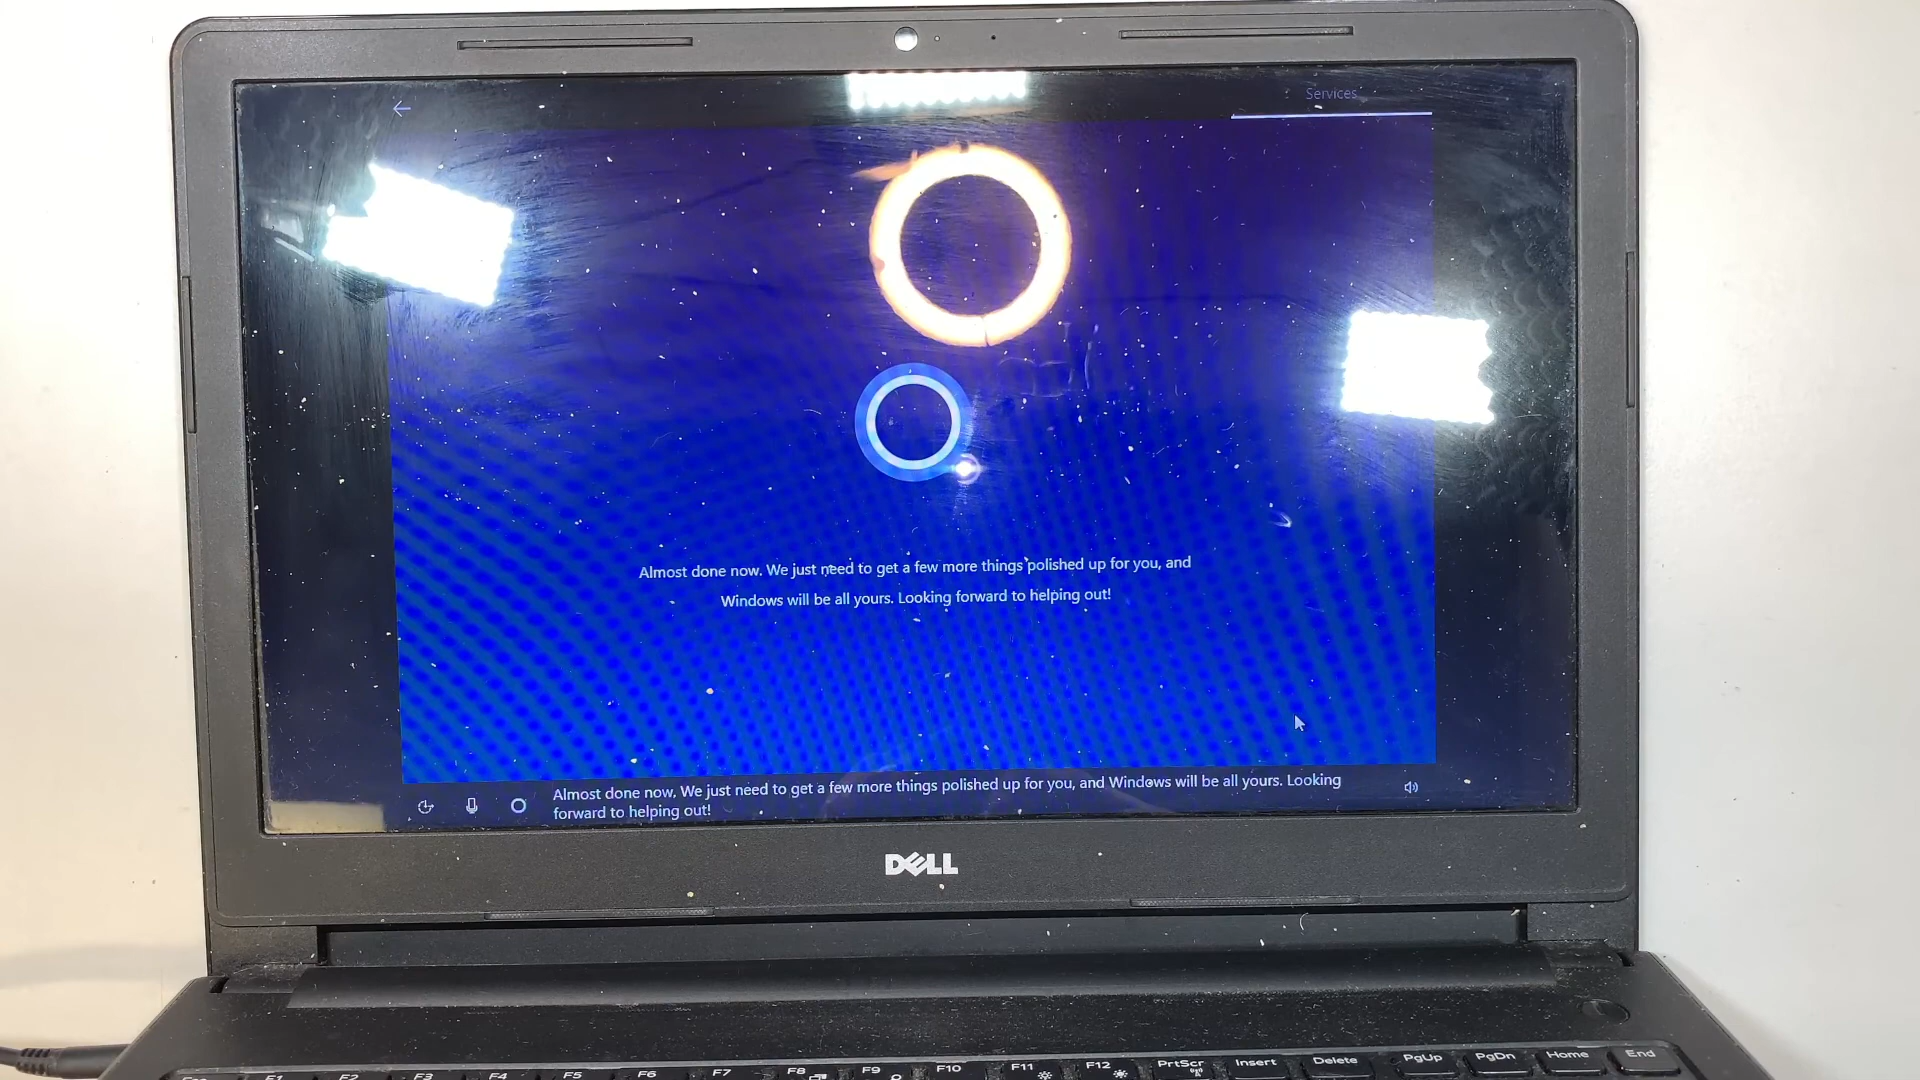 Services
Almost done now. We just need to get a few more things polished up for you, and
Windows will be all yours. Looking forward to helping out!
Almost done now. We just need to get a few more things polished up for you, and Windows will be all yours. Looking
forward to helping out!
DELL
F1 F2 F3 F4 F5 F6 F7 F8 F9 F10 F11 F12 PrtScr Insert Delete PgUp PgDn Home End